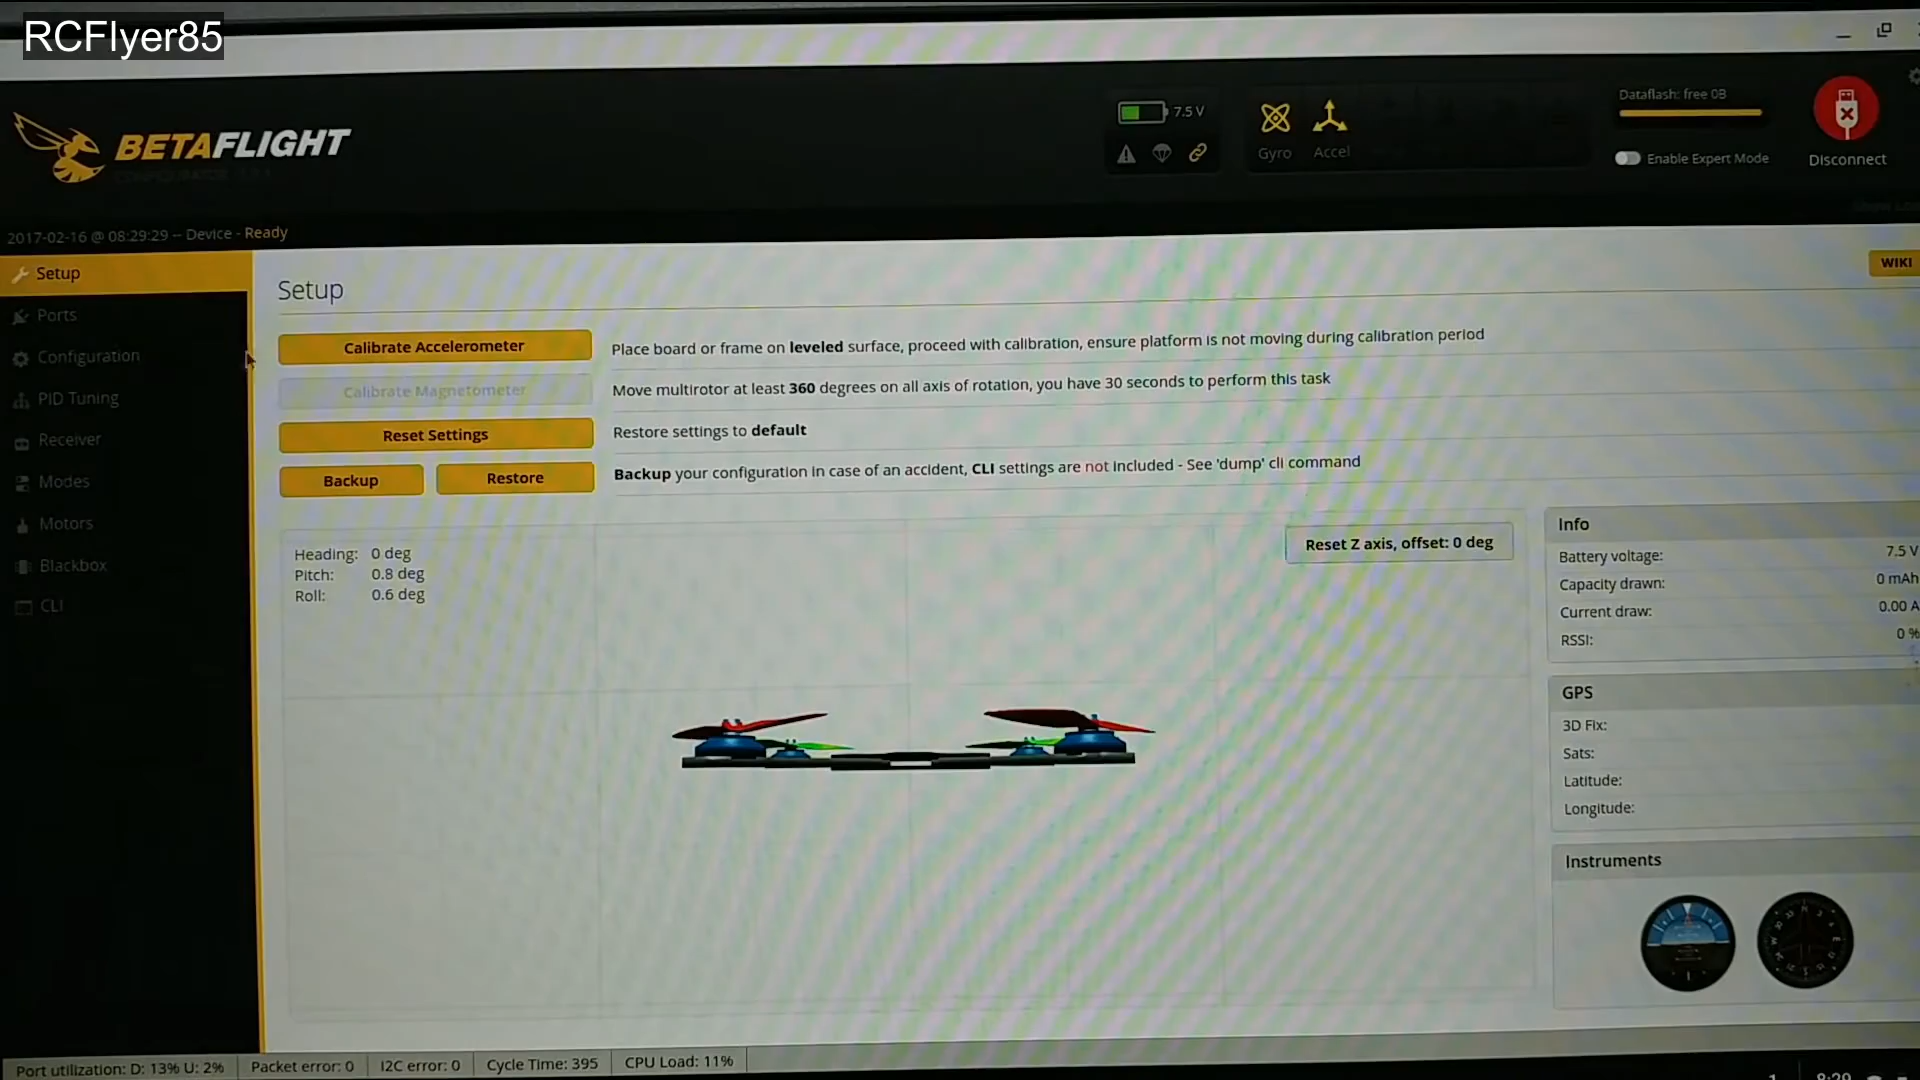 RCFlyer85
BETAFLIGHT
7.5 V
Gyro
Accel
Dataflash: free 0B
Enable Expert Mode
Disconnect
2017-02-16 @ 08:29:29 -- Device - Ready
Setup
Ports
Configuration
PID Tuning
Receiver
Modes
Motors
Blackbox
CLI
Setup
WIKI
Calibrate Accelerometer
Place board or frame on leveled surface, proceed with calibration, ensure platform is not moving during calibration period
Calibrate Magnetometer
Move multirotor at least 360 degrees on all axis of rotation, you have 30 seconds to perform this task
Reset Settings
Restore settings to default
Backup
Restore
Backup your configuration in case of an accident, CLI settings are not included - See 'dump' cli command
Heading: 0 deg
Pitch: 0.8 deg
Roll: 0.6 deg
Reset Z axis, offset: 0 deg
Info
Battery voltage: 7.5 V
Capacity drawn: 0 mAh
Current draw: 0.00 A
RSSI: 0 %
GPS
3D Fix:
Sats:
Latitude:
Longitude:
Instruments
Port utilization: D: 13% U: 2%
Packet error: 0
I2C error: 0
Cycle Time: 395
CPU Load: 11%
8:29